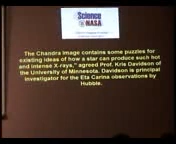 Science
@NASA
The Chandra image contains some puzzles for
existing ideas of how a star can produce such hot
and intense X-rays," agreed Prof. Kris Davidson of
the University of Minnesota. Davidson is principal
investigator for the Eta Carina observations by
Hubble.